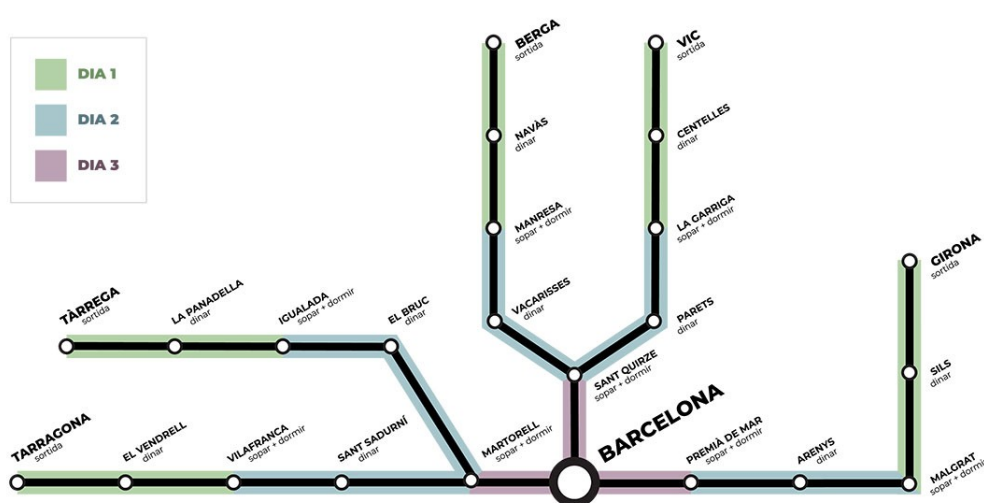 DIA 1
DIA 2
DIA 3
BERGA
sortida
NAVÀS
dinar
MANRESA
sopar + dormir
VACARISSES
dinar
VIC
sortida
CENTELLES
dinar
LA GARRIGA
sopar + dormir
PARETS
dinar
SANT QUIRZE
sopar + dormir
GIRONA
sortida
SILS
dinar
MALGRAT
sopar + dormir
ARENYS
dinar
PREMIÀ DE MAR
sopar + dormir
BARCELONA
TÀRREGA
sortida
LA PANADELLA
dinar
IGUALADA
sopar + dormir
EL BRUC
dinar
TARRAGONA
sortida
EL VENDRELL
dinar
VILAFRANCA
sopar + dormir
SANT SADURNÍ
dinar
MARTORELL
sopar + dormir